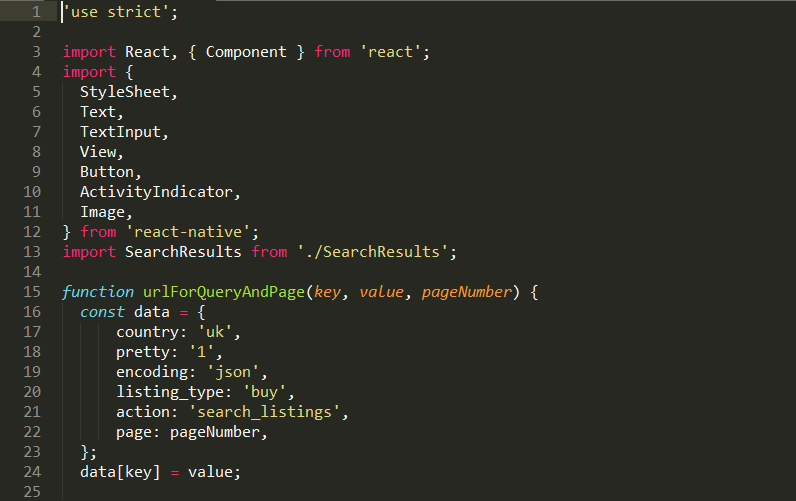 1 'use strict';
2
3 import React, { Component } from 'react';
4 import {
5   StyleSheet,
6   Text,
7   TextInput,
8   View,
9   Button,
10   ActivityIndicator,
11   Image,
12 } from 'react-native';
13 import SearchResults from './SearchResults';
14
15 function urlForQueryAndPage(key, value, pageNumber) {
16   const data = {
17       country: 'uk',
18       pretty: '1',
19       encoding: 'json',
20       listing_type: 'buy',
21       action: 'search_listings',
22       page: pageNumber,
23   };
24   data[key] = value;
25